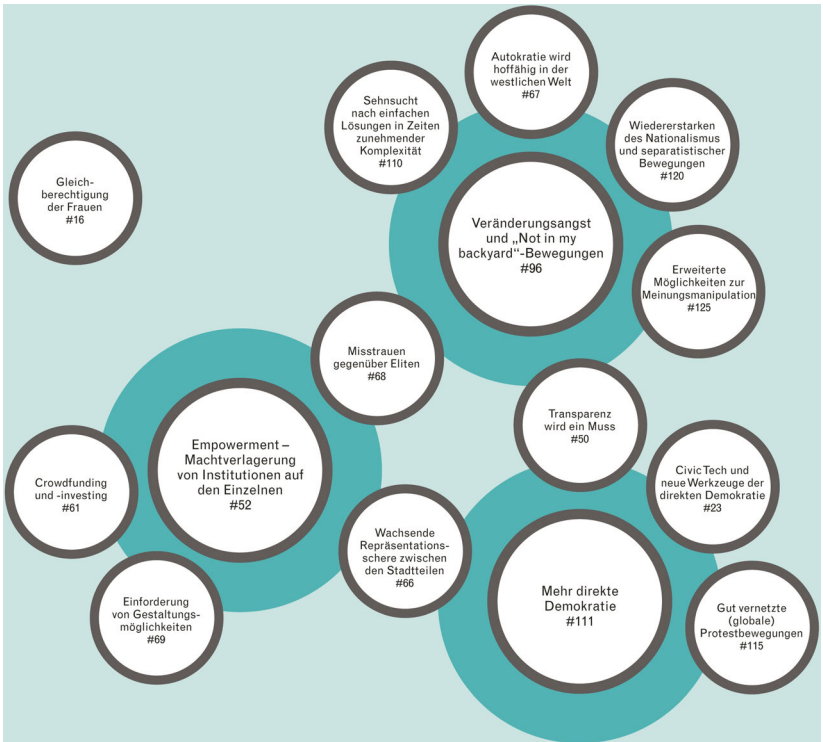 Autokratie wird
hoffähig in der
westlichen Welt
#67
Sehnsucht
nach einfachen
Lösungen in Zeiten
zunehmender
Komplexität
#110
Wiedererstarken
des Nationalismus
und separatistischer
Bewegungen
#120
Gleich-
berechtigung
der Frauen
#16
Veränderungsangst
und „Not in my
backyard“-Bewegungen
#96
Erweiterte
Möglichkeiten zur
Meinungsmanipulation
#125
Misstrauen
gegenüber Eliten
#68
Transparenz
wird ein Muss
#50
Empowerment –
Machtverlagerung
von Institutionen auf
den Einzelnen
#52
Crowdfunding
und -investing
#61
Civic Tech und
neue Werkzeuge der
direkten Demokratie
#23
Wachsende
Repräsentations-
schere zwischen
den Stadtteilen
#66
Einforderung
von Gestaltungs-
möglichkeiten
#69
Mehr direkte
Demokratie
#111
Gut vernetzte
(globale)
Protestbewegungen
#115